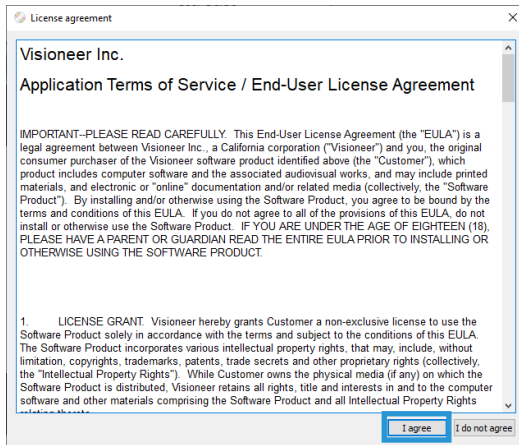 License agreement
Visioneer Inc.
Application Terms of Service / End-User License Agreement
IMPORTANT--PLEASE READ CAREFULLY.  This End-User License Agreement (the "EULA") is a
legal agreement between Visioneer Inc., a California corporation ("Visioneer") and you, the original
consumer purchaser of the Visioneer software product identified above (the "Customer"), which
product includes computer software and the associated audiovisual works, and may include printed
materials, and electronic or "online" documentation and/or related media (collectively, the "Software
Product").  By installing and/or otherwise using the Software Product, you agree to be bound by the
terms and conditions of this EULA.  If you do not agree to all of the provisions of this EULA, do not
install or otherwise use the Software Product.  IF YOU ARE UNDER THE AGE OF EIGHTEEN (18),
PLEASE HAVE A PARENT OR GUARDIAN READ THE ENTIRE EULA PRIOR TO INSTALLING OR
OTHERWISE USING THE SOFTWARE PRODUCT.
1.       LICENSE GRANT.  Visioneer hereby grants Customer a non-exclusive license to use the
Software Product solely in accordance with the terms and subject to the conditions of this EULA.
The Software Product incorporates various intellectual property rights, that may, include, without
limitation, copyrights, trademarks, patents, trade secrets and other proprietary rights (collectively,
the "Intellectual Property Rights").  While Customer owns the physical media (if any) on which the
Software Product is distributed, Visioneer retains all rights, title and interests in and to the computer
software and other materials comprising the Software Product and all Intellectual Property Rights
I agree
I do not agree